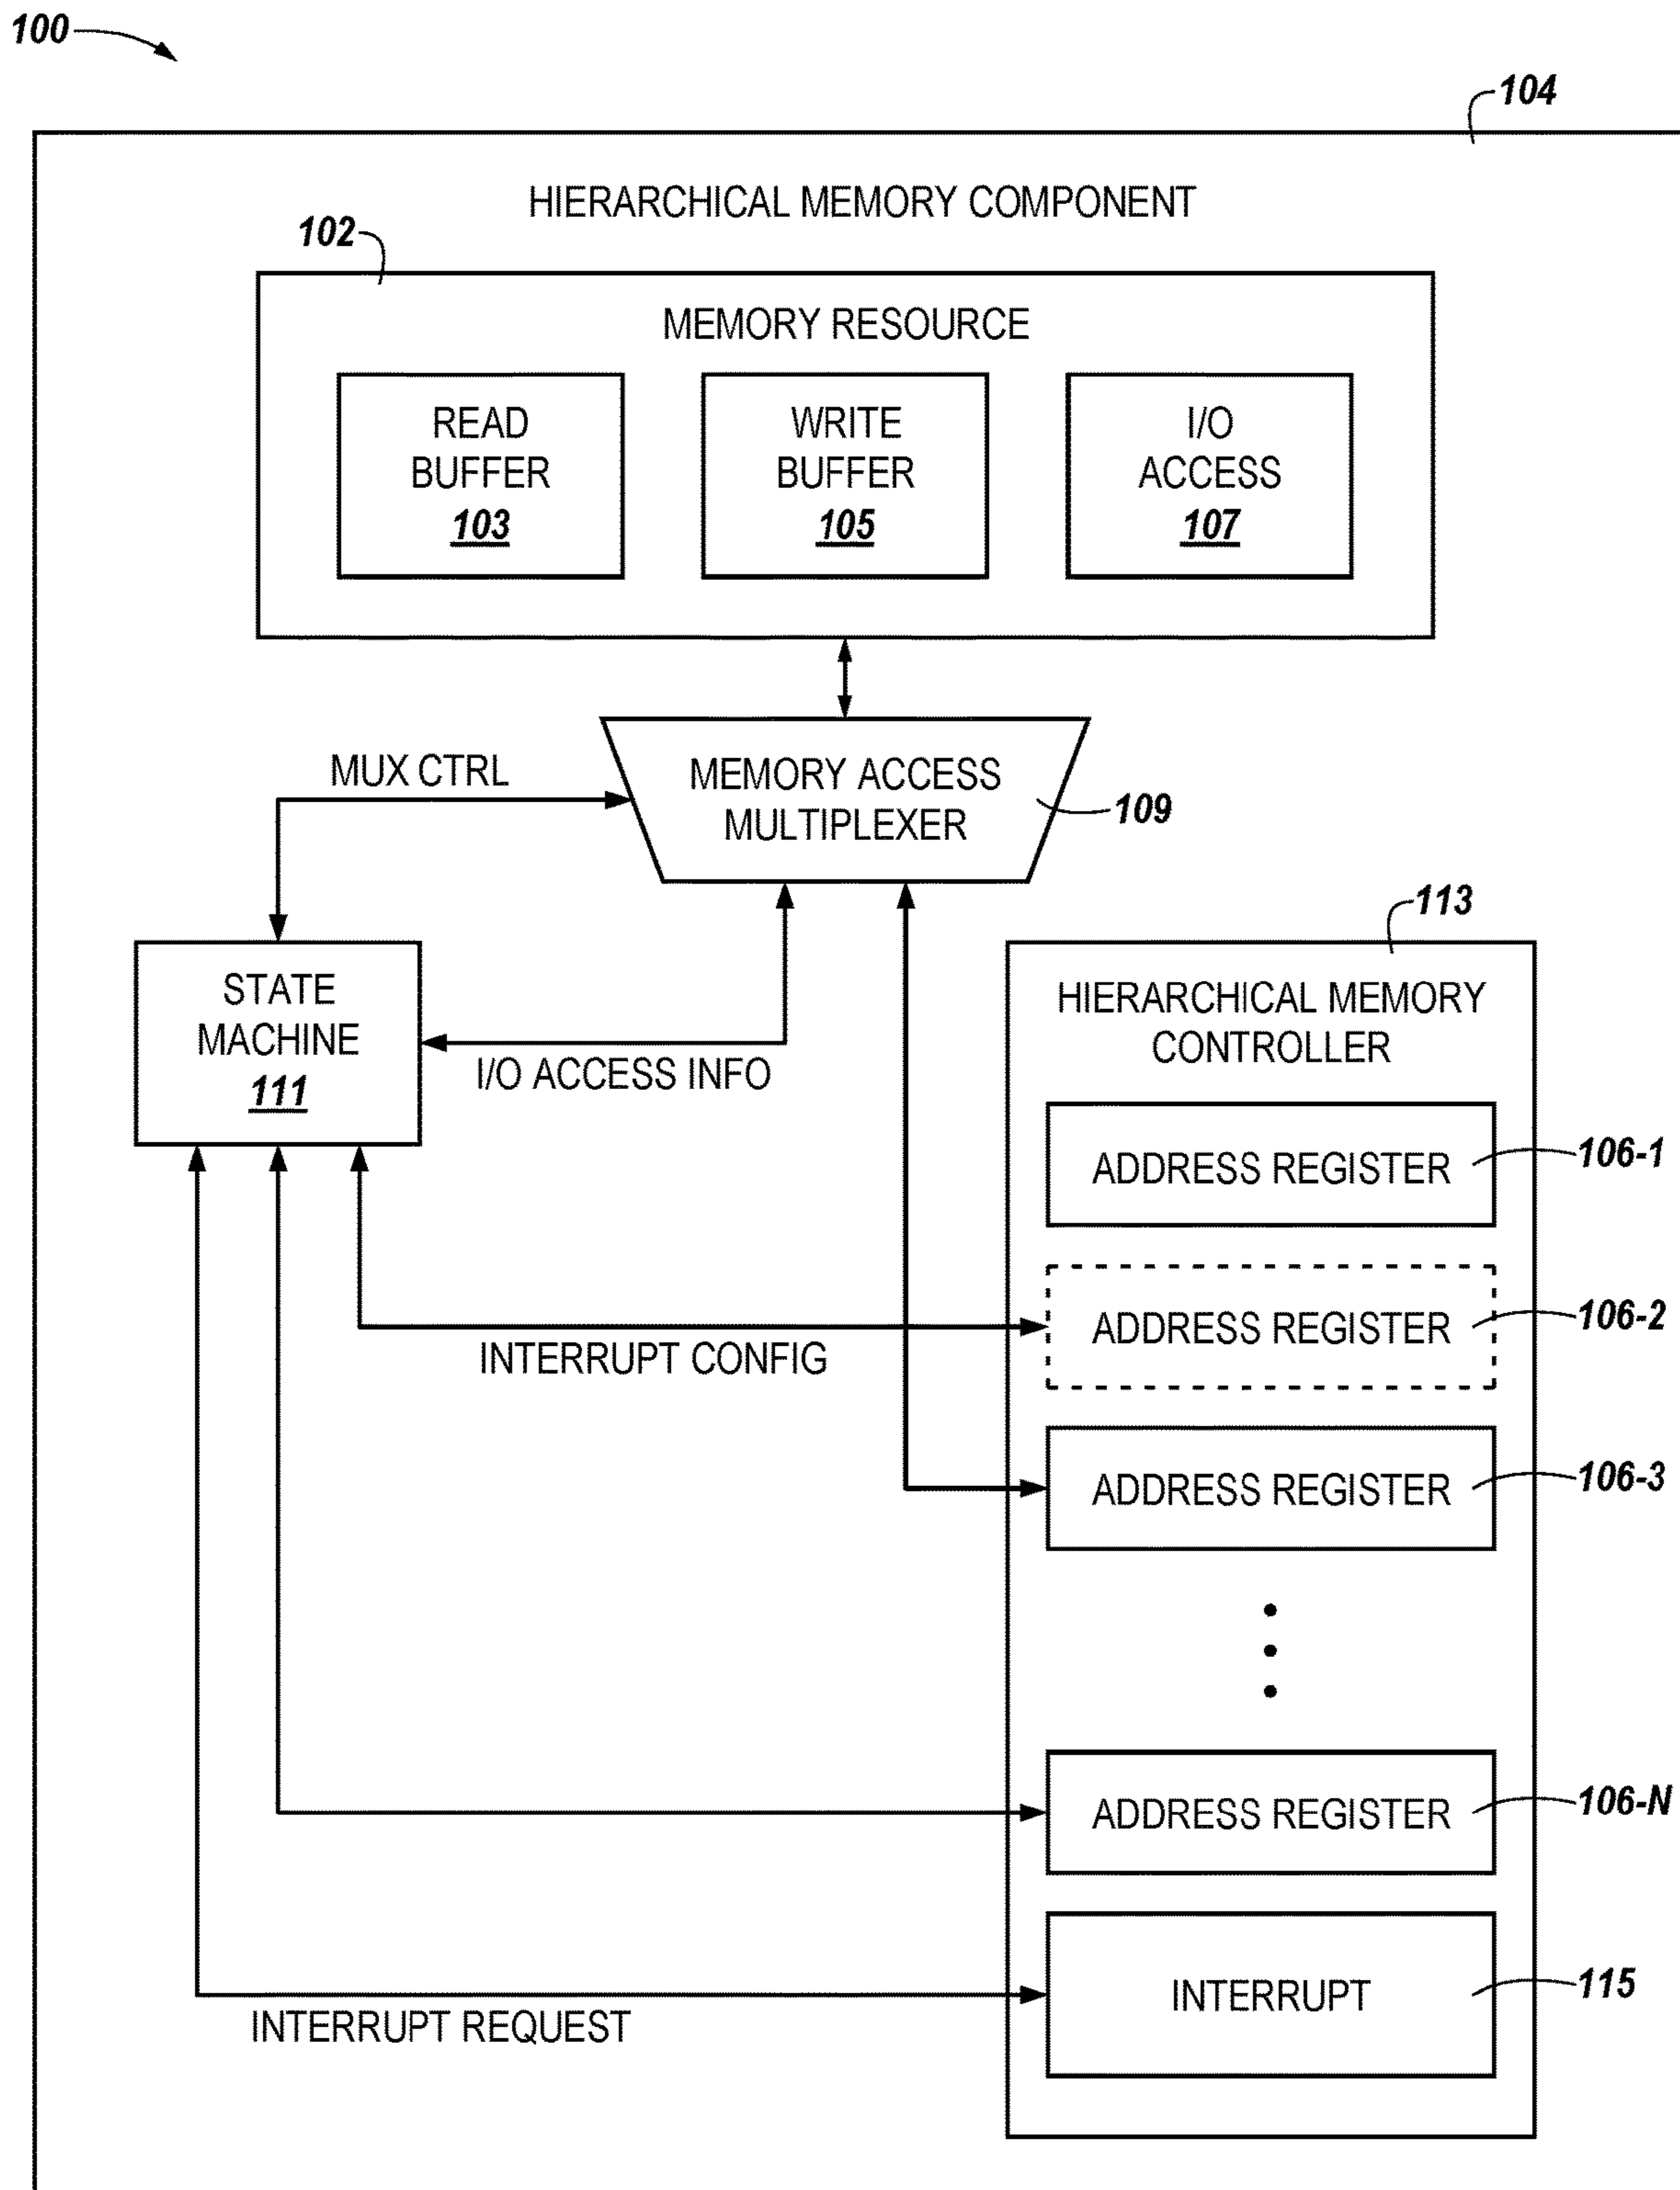 100
104
HIERARCHICAL MEMORY COMPONENT
102
MEMORY RESOURCE
READ
BUFFER
103
WRITE
BUFFER
105
I/O
ACCESS
107
MUX CTRL
MEMORY ACCESS
MULTIPLEXER
109
113
STATE
MACHINE
111
I/O ACCESS INFO
HIERARCHICAL MEMORY
CONTROLLER
ADDRESS REGISTER
106-1
ADDRESS REGISTER
106-2
INTERRUPT CONFIG
ADDRESS REGISTER
106-3
ADDRESS REGISTER
106-N
INTERRUPT
115
INTERRUPT REQUEST